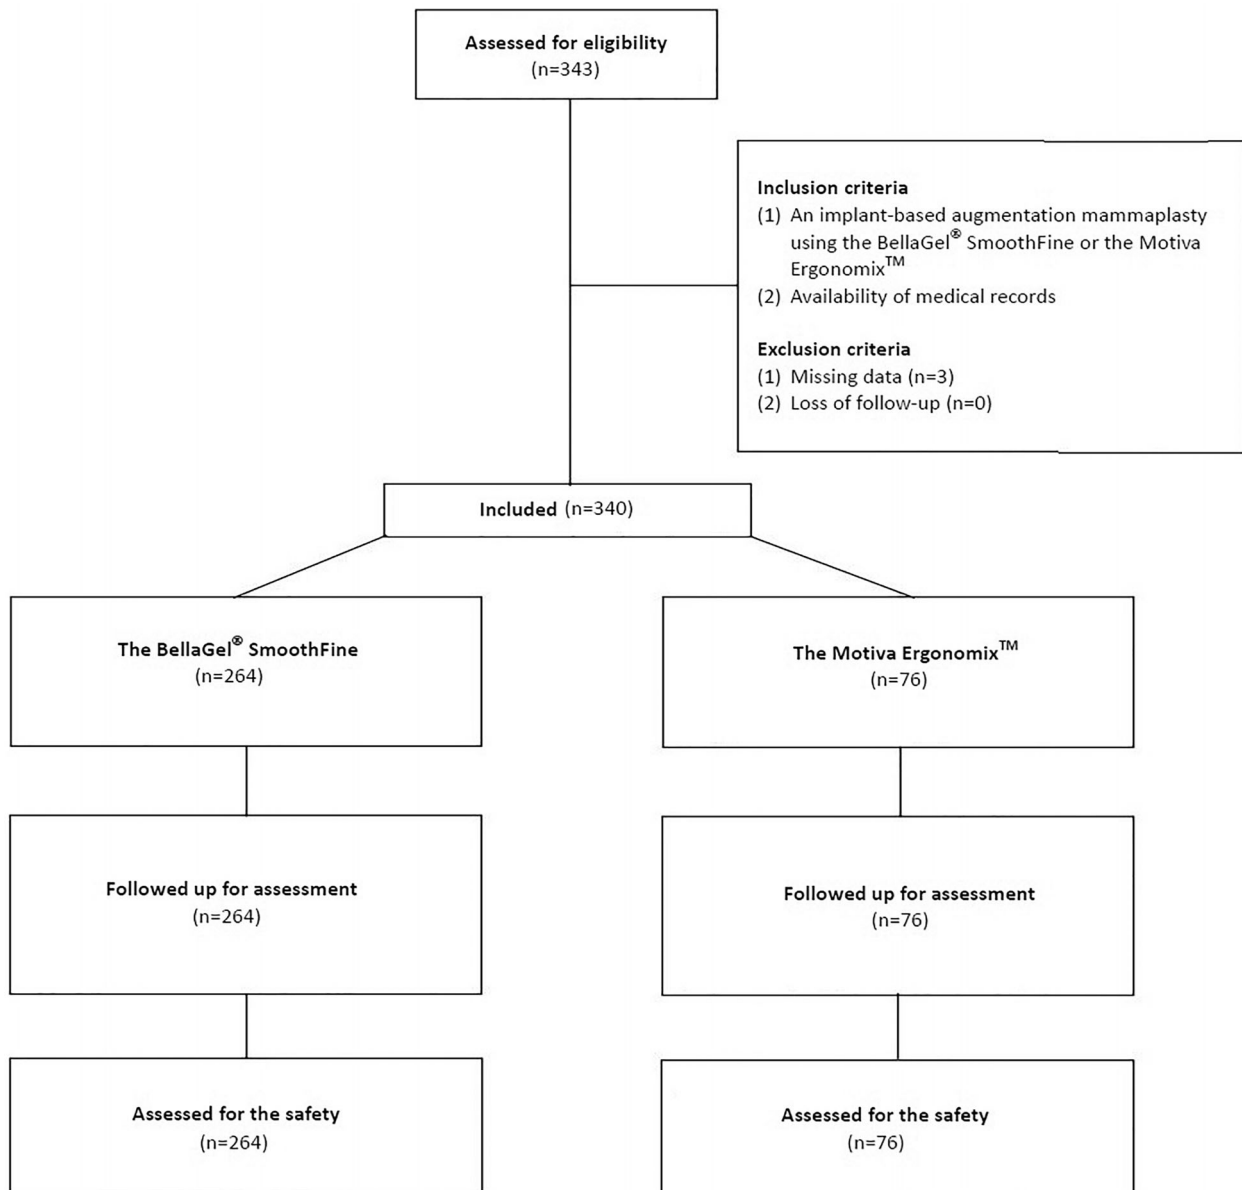 Assessed for eligibility
(n=343)
Inclusion criteria
(1) An implant-based augmentation mammaplasty
using the BellaGel® SmoothFine or the Motiva
Ergonomix™
(2) Availability of medical records
Exclusion criteria
(1) Missing data (n=3)
(2) Loss of follow-up (n=0)
Included (n=340)
The BellaGel® SmoothFine
(n=264)
The Motiva Ergonomix™
(n=76)
Followed up for assessment
(n=264)
Followed up for assessment
(n=76)
Assessed for the safety
(n=264)
Assessed for the safety
(n=76)